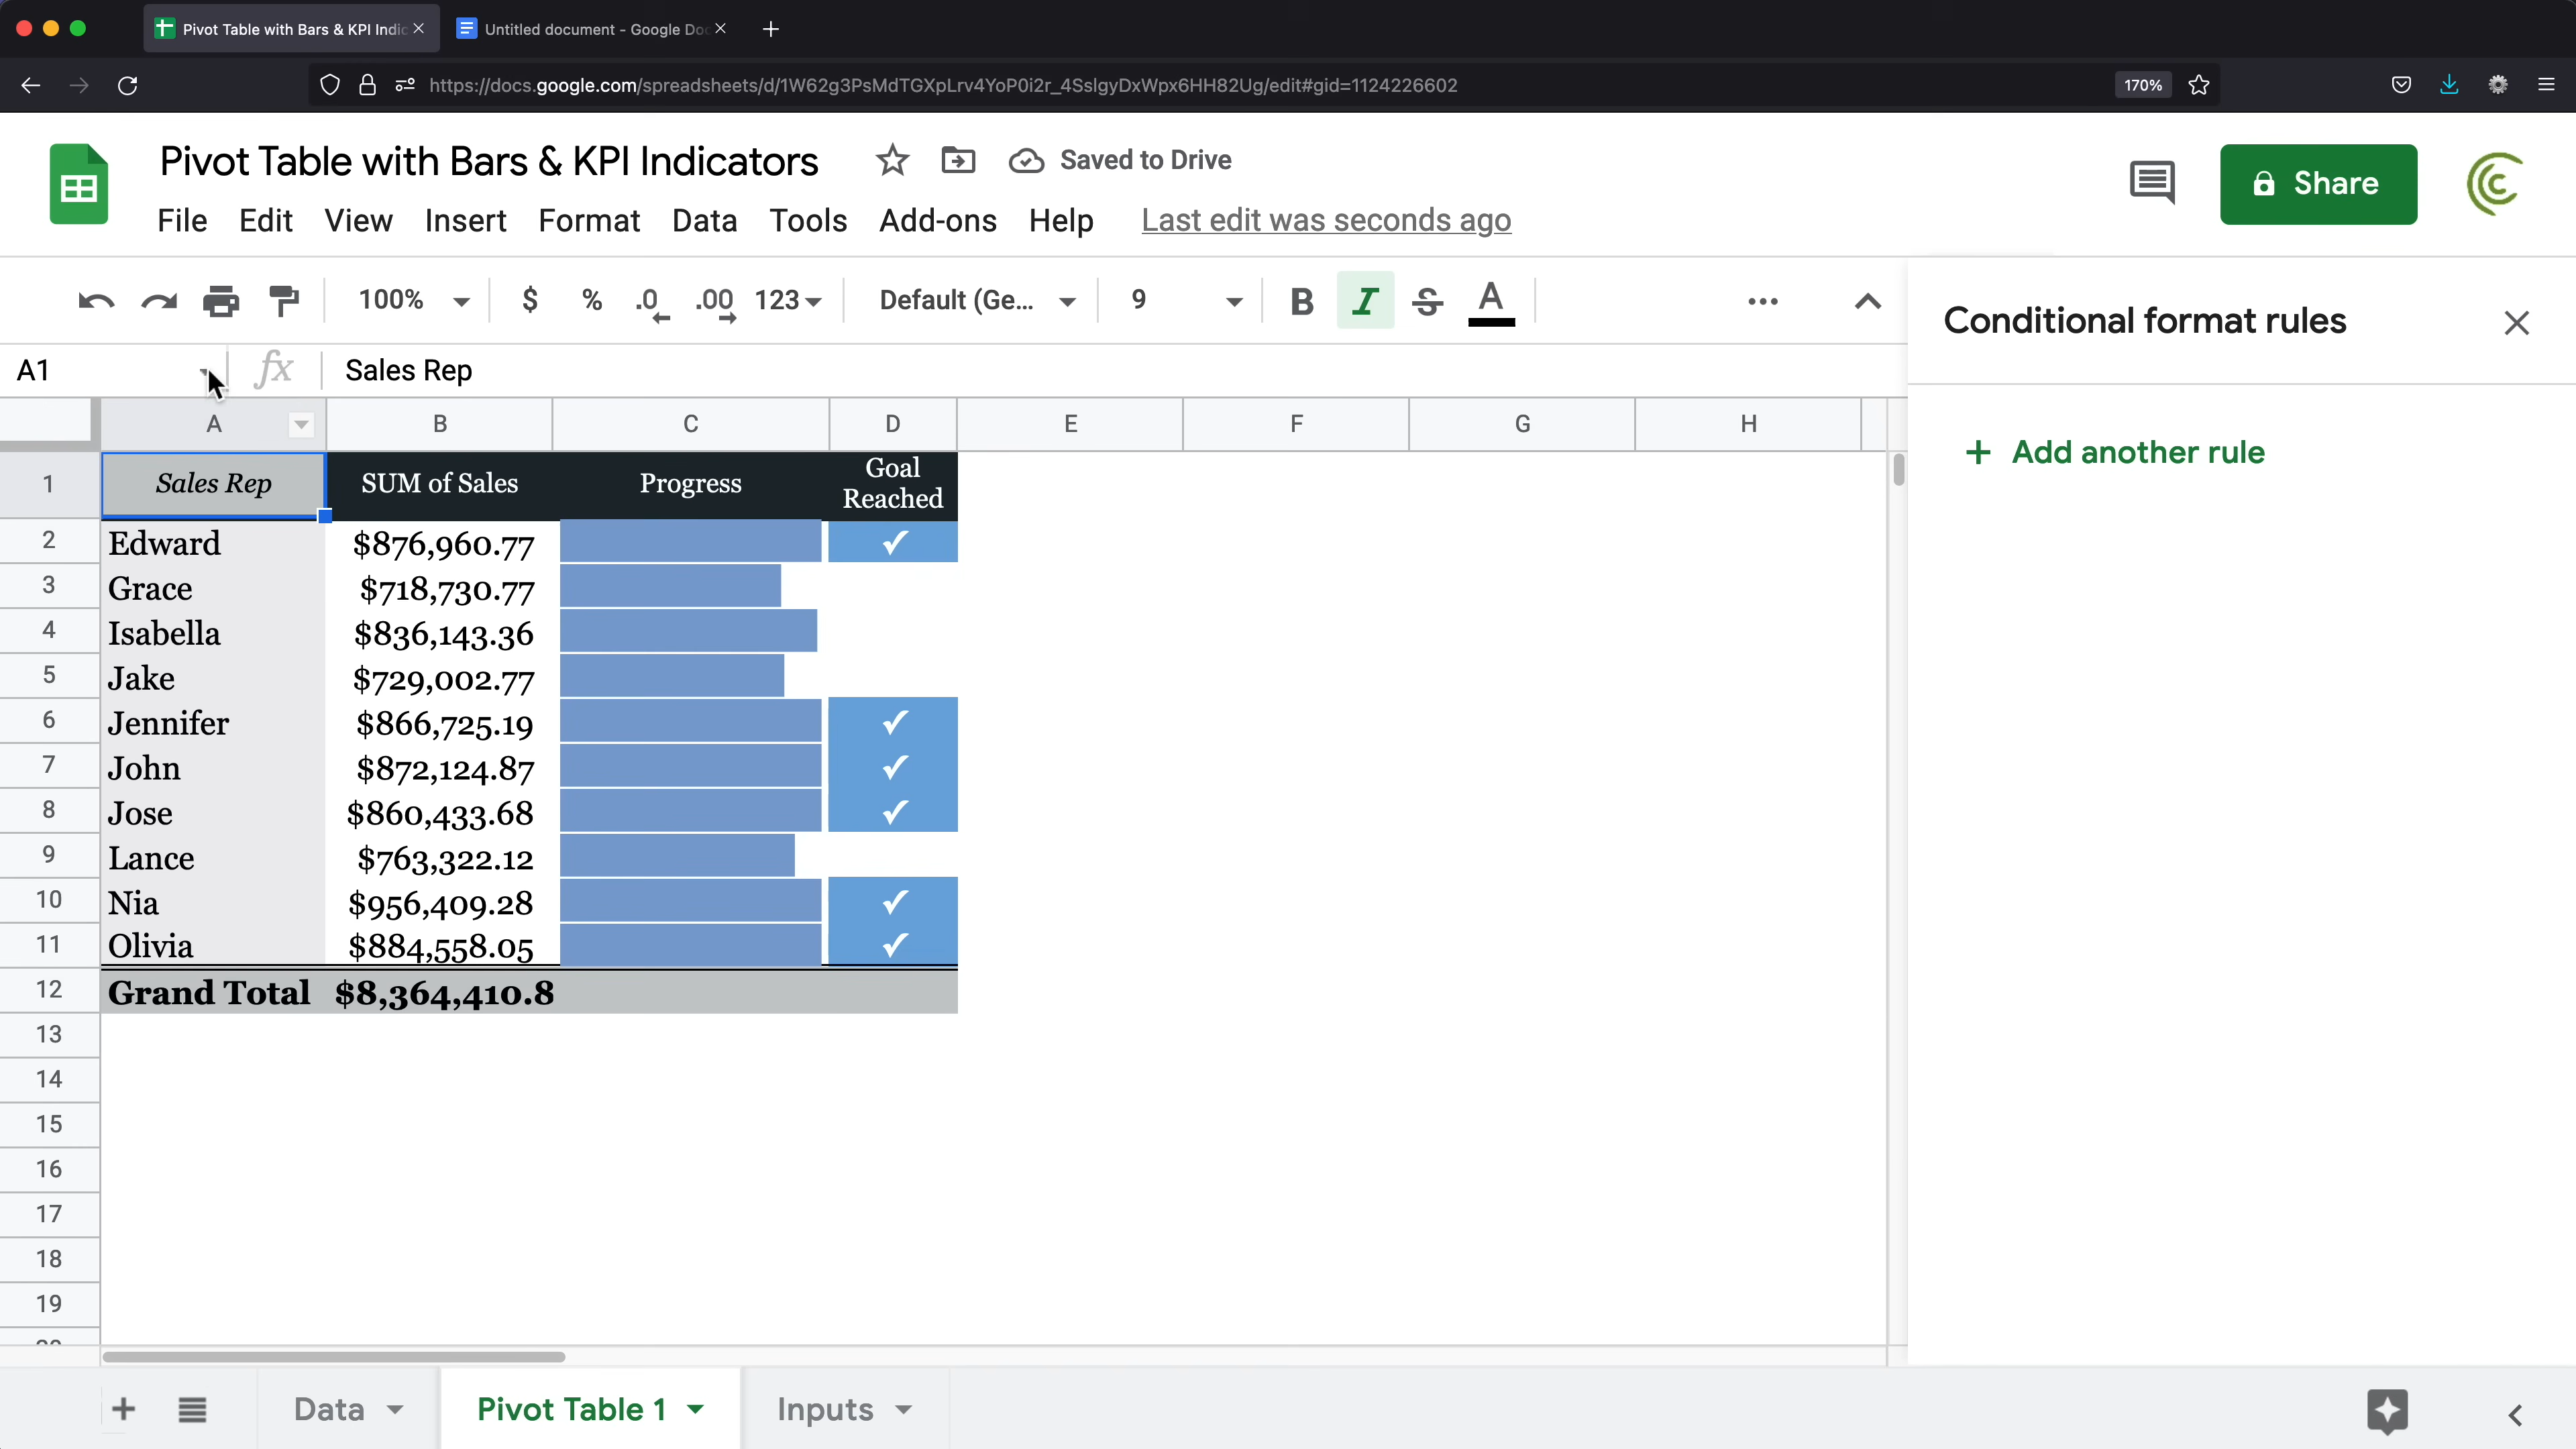 Pivot Table with Bars & KPI Indic
Untitled document - Google Doc
https://docs.google.com/spreadsheets/d/1W62g3PsMdTGXpLrv4YoP0i2r_4SslgyDxWpx6HH82Ug/edit#gid=1124226602
170%
Pivot Table with Bars & KPI Indicators
Saved to Drive
File Edit View Insert Format Data Tools Add-ons Help Last edit was seconds ago
Share
100% $ % .0 .00 123 Default (Ge... 9 B I S A
Conditional format rules
A1 fx Sales Rep
+ Add another rule
A B C D E F G H
1 Sales Rep SUM of Sales Progress Goal Reached
2 Edward $876,960.77 ✓
3 Grace $718,730.77
4 Isabella $836,143.36
5 Jake $729,002.77
6 Jennifer $866,725.19 ✓
7 John $872,124.87 ✓
8 Jose $860,433.68 ✓
9 Lance $763,322.12
10 Nia $956,409.28 ✓
11 Olivia $884,558.05 ✓
12 Grand Total $8,364,410.8
13
14
15
16
17
18
19
Data Pivot Table 1 Inputs